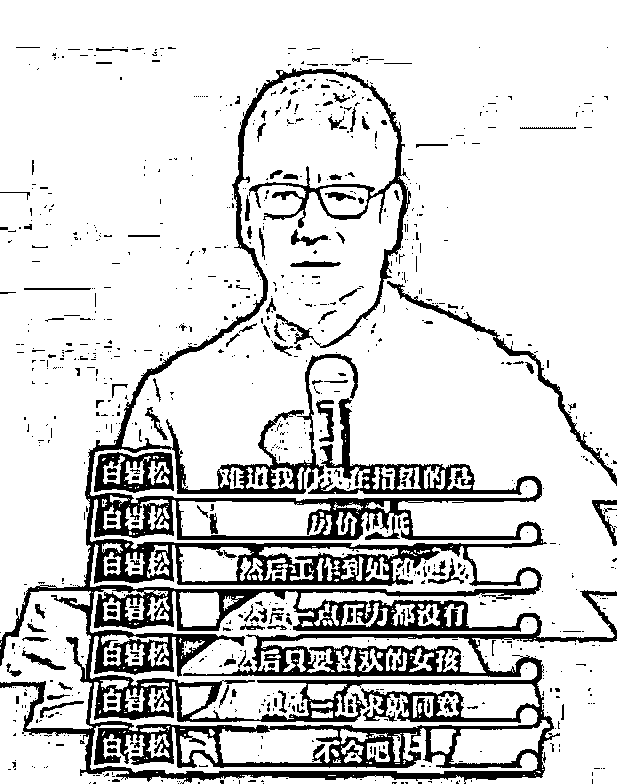 白岩松 难道我们现在指望的是
白岩松 房价很低
白岩松 然后工作到处随便找
白岩松 然后一点压力都没有
白岩松 然后只要喜欢的女孩
白岩松 跟她一追求就同意
白岩松 不会吧